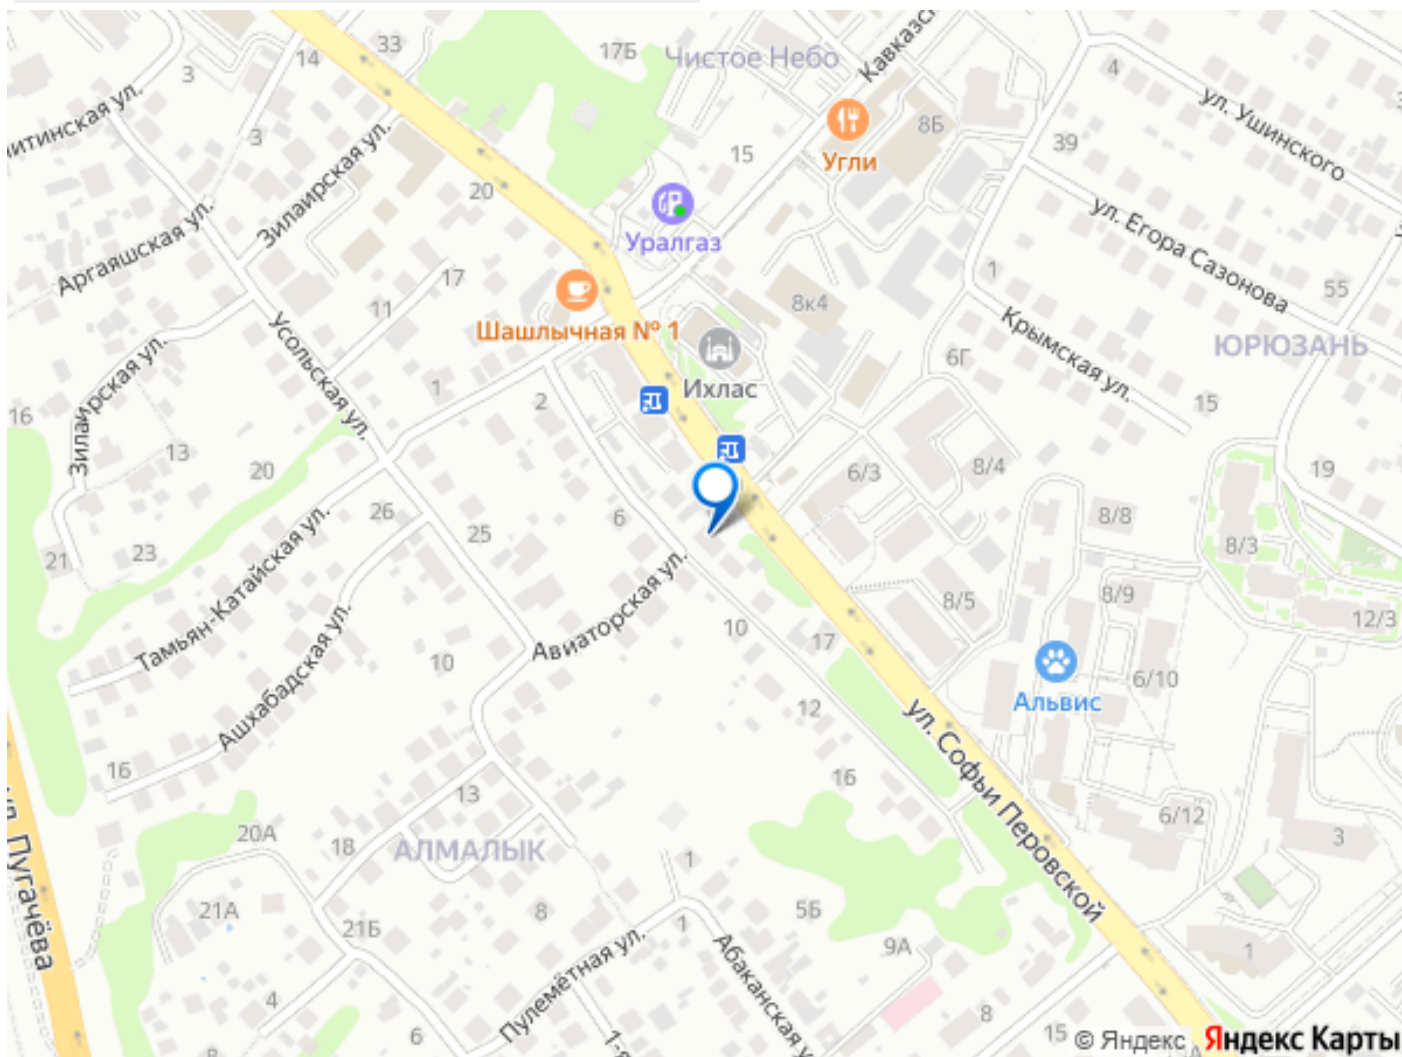 33
17Б
Чистое Небо
14
3
Кавказс
4
ул. Ушинского
итинская ул.
3
Зилаирская ул.
8Б
39
15
Угли
20
Аргаяшская ул.
ул. Егора Сазонова
Уралгаз
17
1
55
11
8к4
Шашлычная № 1
Крымская ул.
ЮРЮЗАНЬ
Усольская ул.
Зилаирская ул.
6Г
Ихлас
1
2
16
15
13
20
6/3
8/4
19
26
6
8/8
25
21
23
8/3
Тамьян-Катайская ул.
Авиаторская ул.
8/5
8/9
12/3
Ашхабадская ул.
10
17
10
6/10
Альвис
12
ул. Софьи Перовской
16
16
13
6/12
ул. Пугачёва
20А
18
АЛМАЛЫК
3
1
21А
8
5Б
21Б
1
9А
1
Пулемётная ул.
Абаканская у
4
8
6
15
1-я
© Яндекс Яндекс Карты